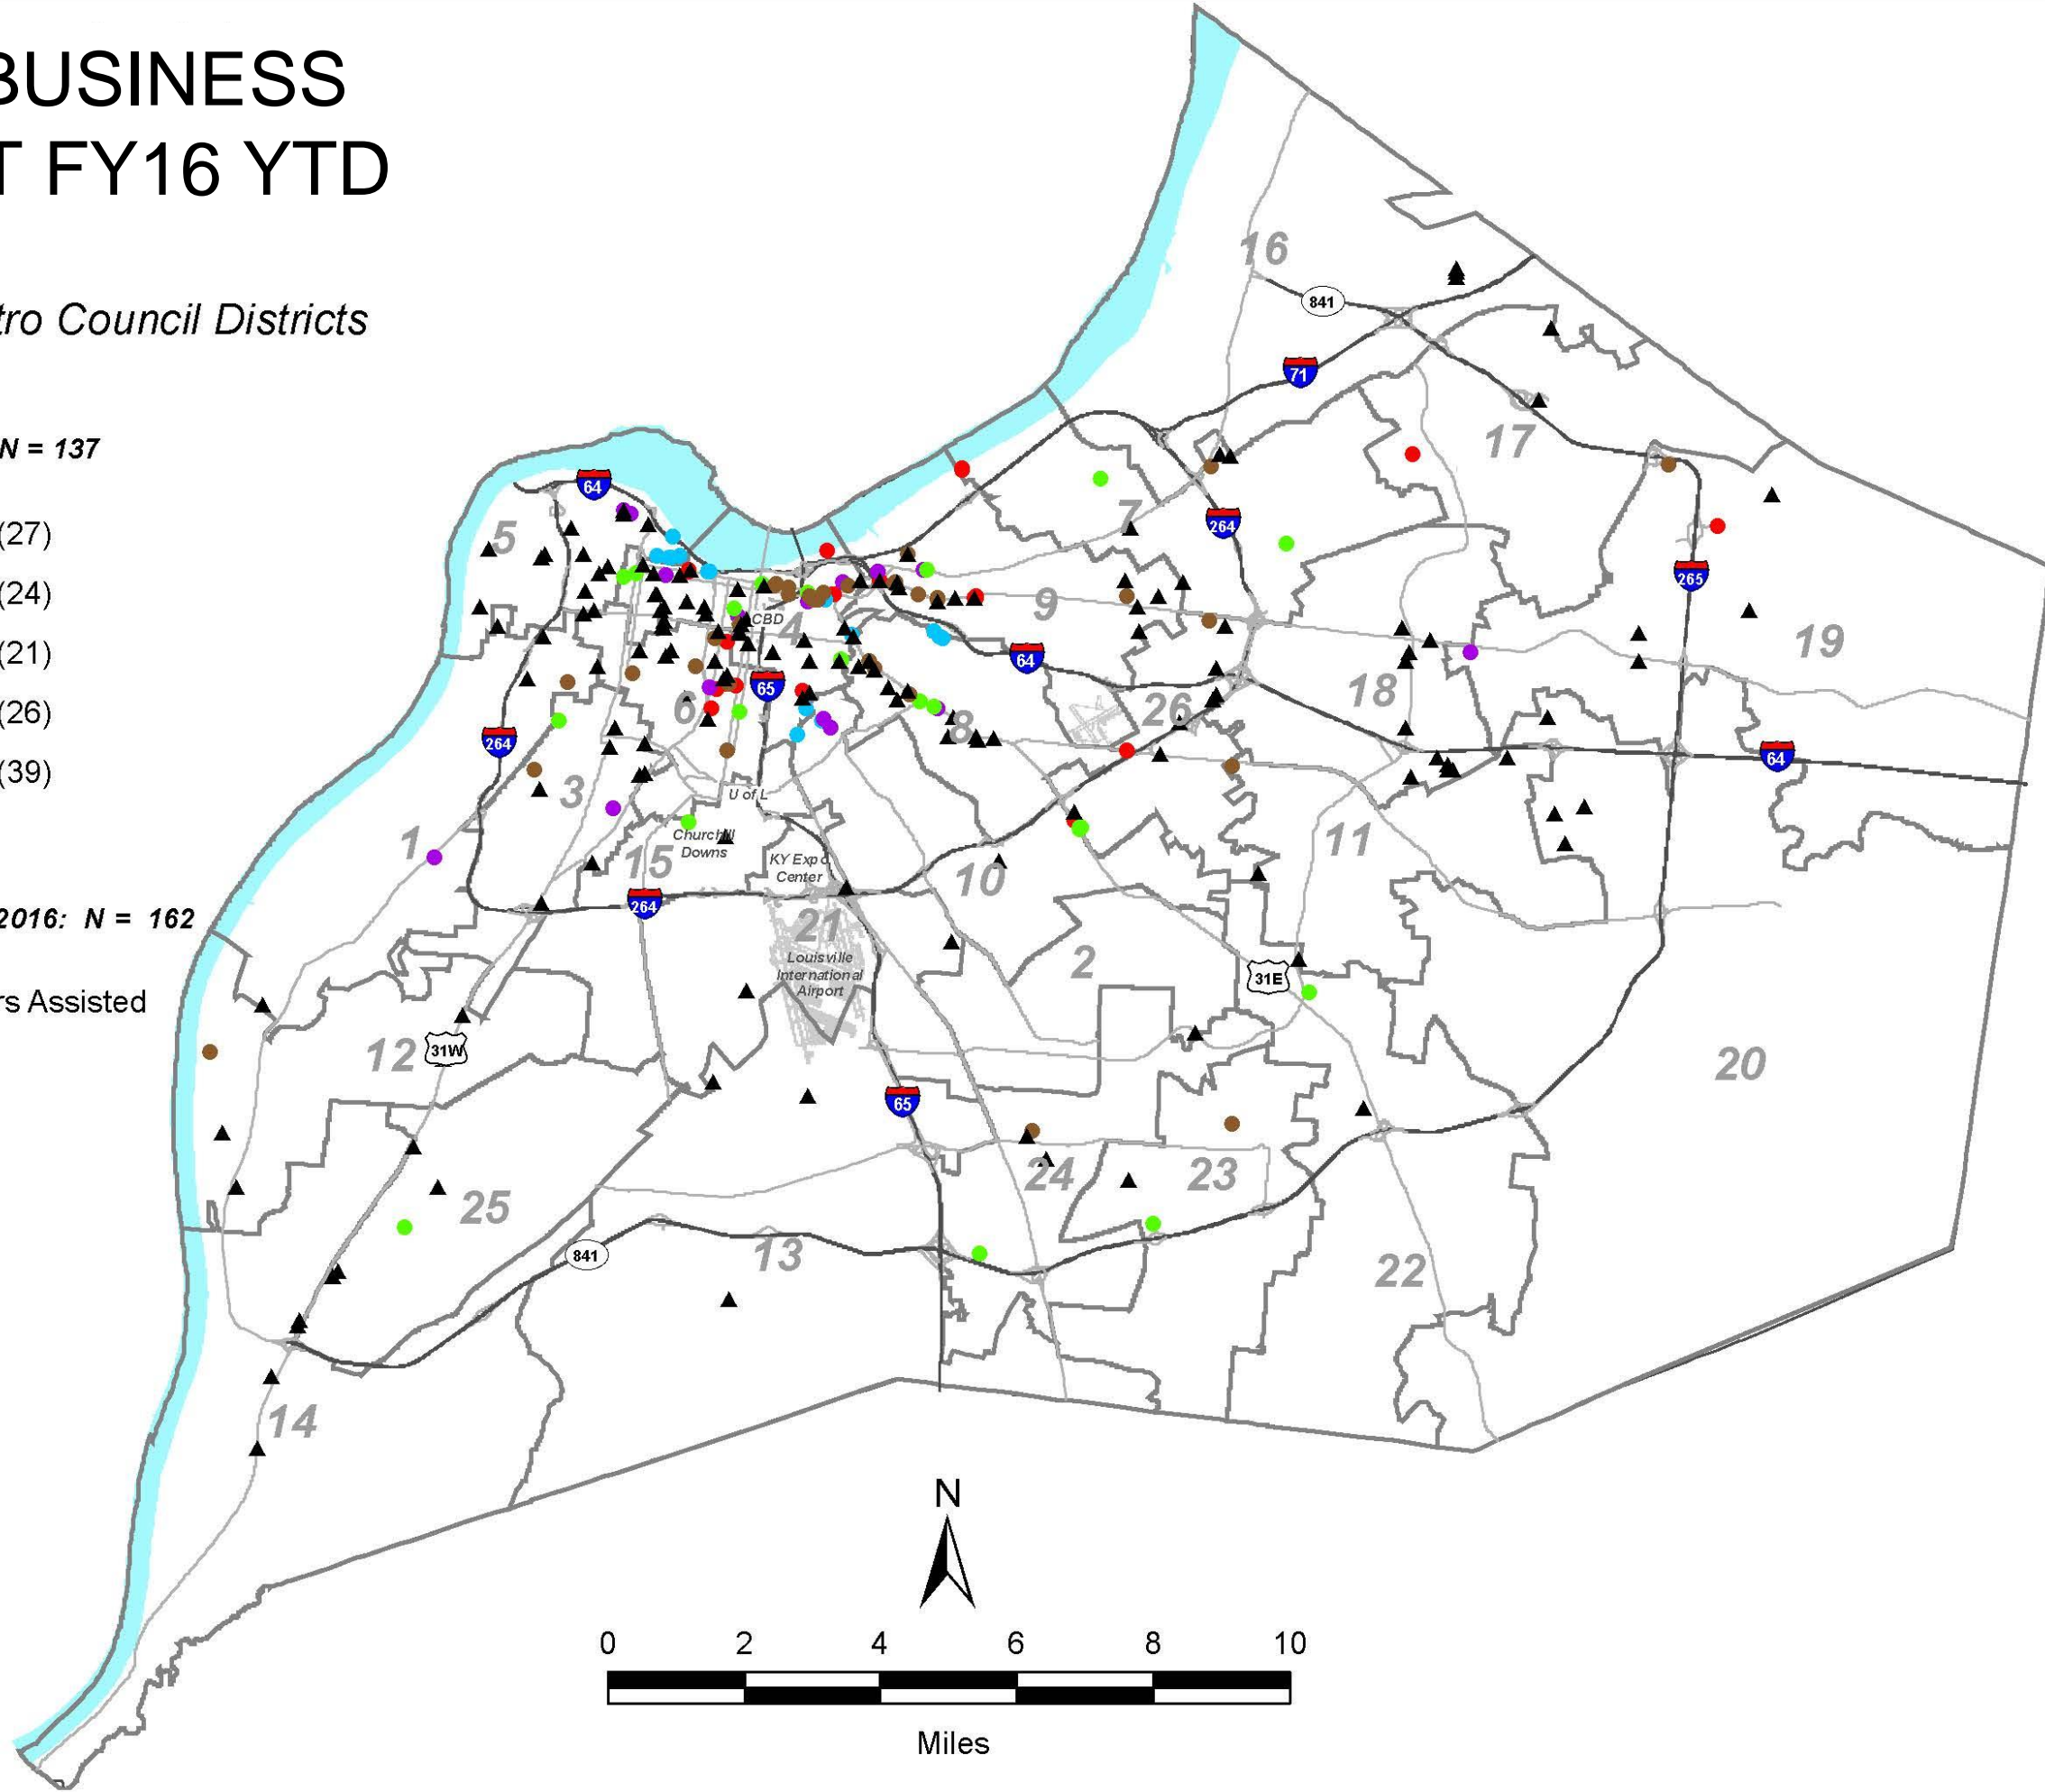 BUSINESS
T FY16 YTD
tro Council Districts
N = 137
(27)
(24)
(21)
(26)
(39)
2016: N = 162
rs Assisted
16
841
71
17
64
5
7
264
265
9
CBD
4
19
64
65
6
18
26
8
264
64
3
U of L
1
Churchill
Downs
15
11
KY Expo
Center
10
264
21
Louisville
International
Airport
2
31E
12
31W
20
65
24
23
25
841
13
22
14
N
0 2 4 6 8 10
Miles